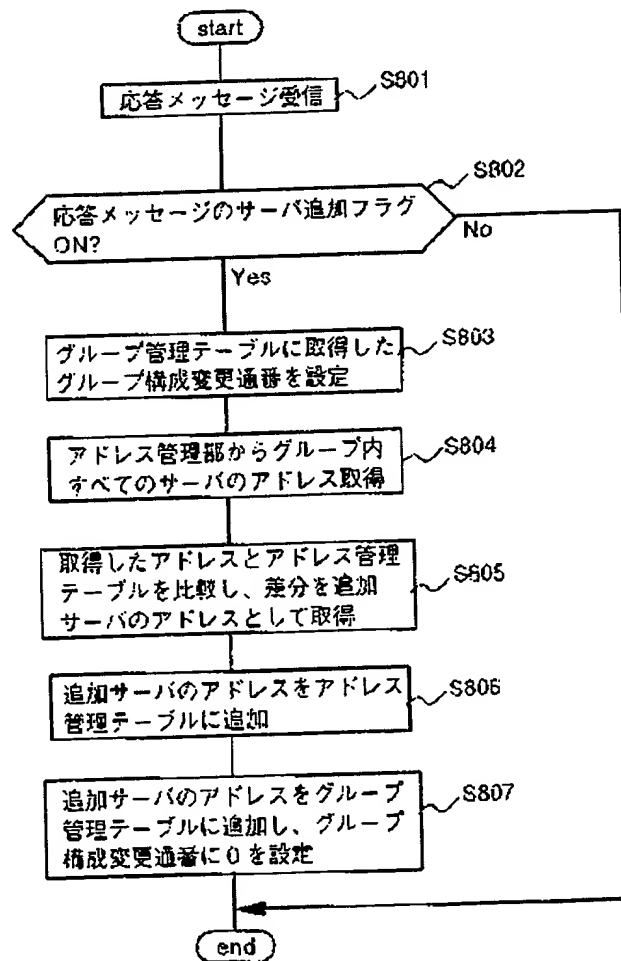 start
応答メッセージ受信
S801
S802
応答メッセージのサーバ追加フラグ
ON?
No
Yes
グループ管理テーブルに取得した
グループ構成変更通番を設定
S803
アドレス管理部からグループ内
すべてのサーバのアドレス取得
S804
取得したアドレスとアドレス管理
テーブルを比較し、差分を追加
サーバのアドレスとして取得
S805
追加サーバのアドレスをアドレス
管理テーブルに追加
S806
追加サーバのアドレスをグループ
管理テーブルに追加し、グループ
構成変更通番に0を設定
S807
end